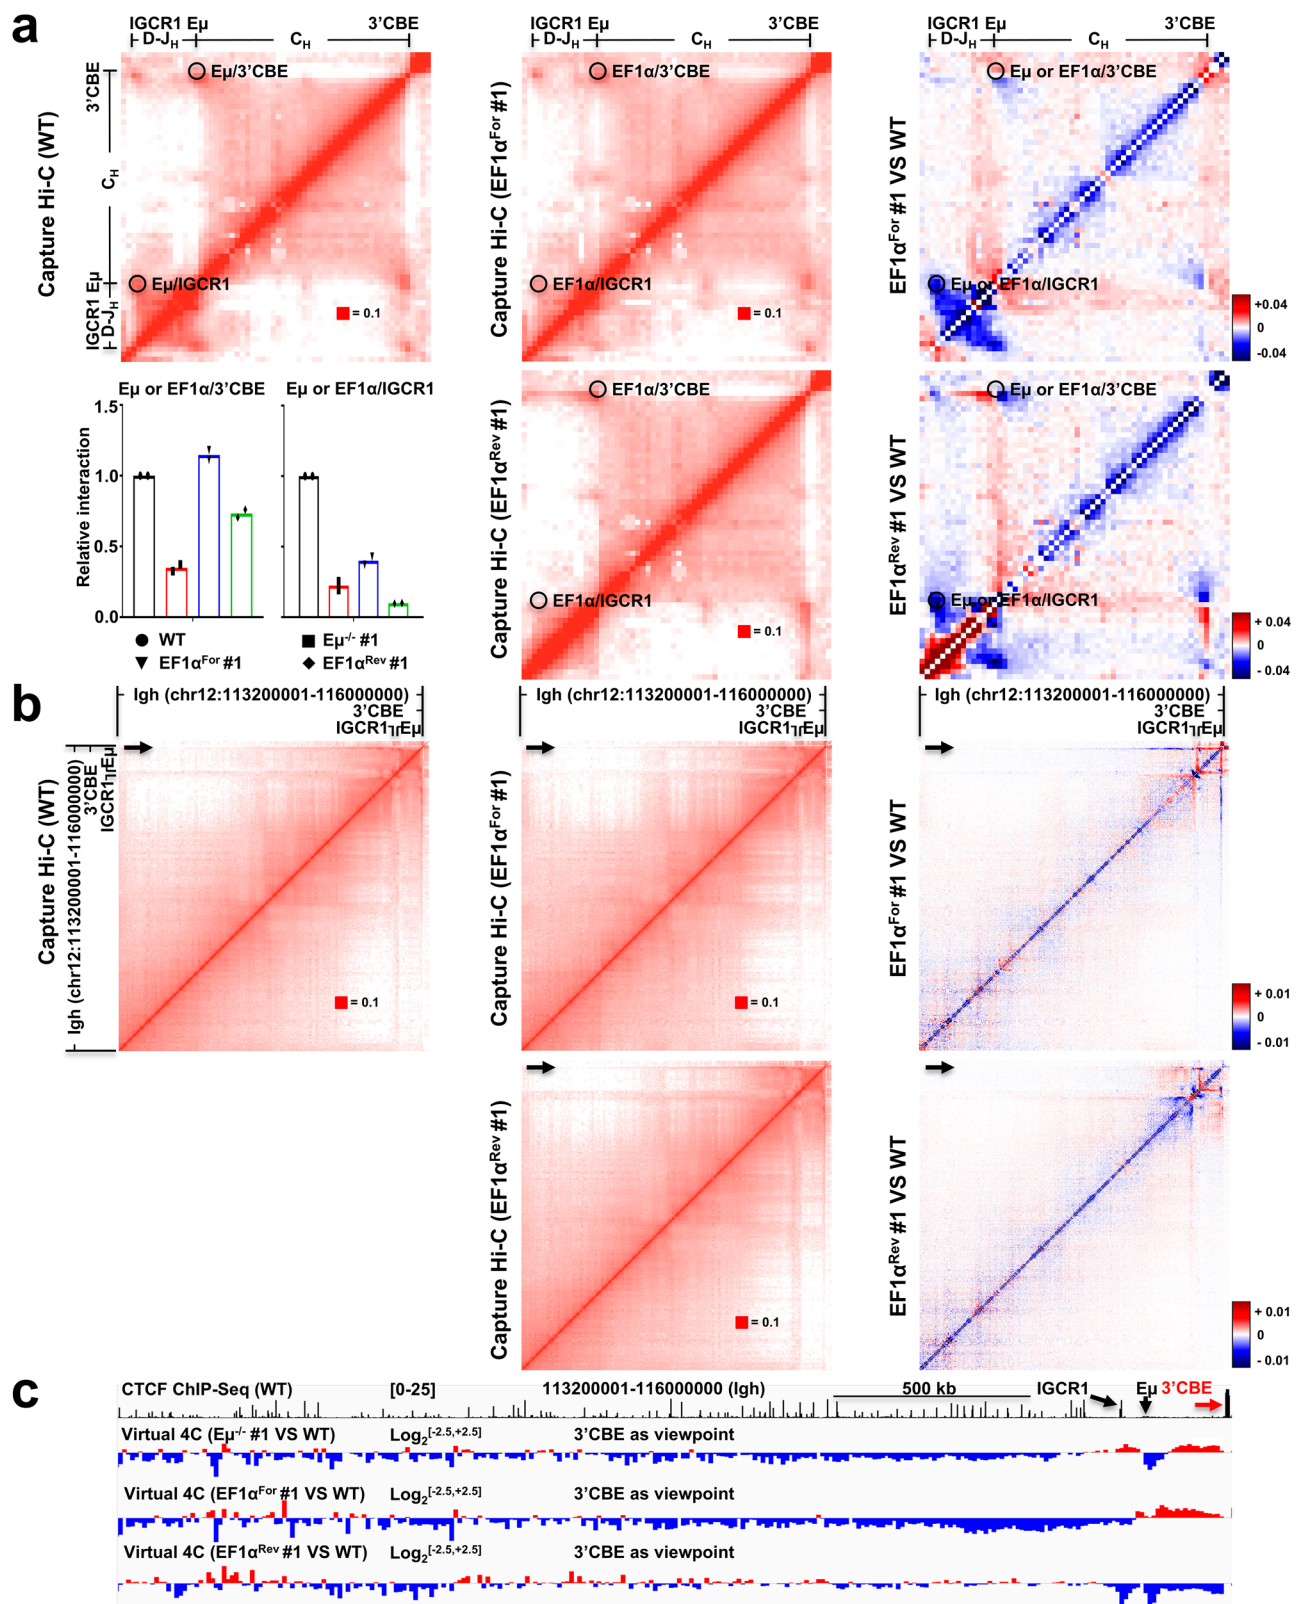 a
IGCR1 Eμ 3'CBE
D-JH CH
IGCR1 Eμ 3'CBE
D-JH CH
IGCR1 Eμ 3'CBE
D-JH CH
Capture Hi-C (WT)
3'CBE
CH
IGCR1 Eμ
D-JH
Eμ/3'CBE
Eμ/IGCR1
= 0.1
Capture Hi-C (EF1αFor #1)
EF1α/3'CBE
EF1α/IGCR1
= 0.1
EF1αFor #1 VS WT
Eμ or EF1α/3'CBE
Eμ or EF1α/IGCR1
+0.04
0
-0.04
Eμ or EF1α/3'CBE
Eμ or EF1α/IGCR1
Relative interaction
1.5
1.0
0.5
0.0
WT
Eμ-/- #1
EF1αFor #1
EF1αRev #1
Capture Hi-C (EF1αRev #1)
EF1α/3'CBE
EF1α/IGCR1
= 0.1
EF1αRev #1 VS WT
Eμ or EF1α/3'CBE
Eμ or EF1α/IGCR1
+ 0.04
0
- 0.04
b
Igh (chr12:113200001-116000000)
3'CBE
IGCR1 Eμ
Igh (chr12:113200001-116000000)
3'CBE
IGCR1 Eμ
Igh (chr12:113200001-116000000)
3'CBE
IGCR1 Eμ
Capture Hi-C (WT)
Igh (chr12:113200001-116000000)
3'CBE
IGCR1 Eμ
= 0.1
Capture Hi-C (EF1αFor #1)
= 0.1
EF1αFor #1 VS WT
+ 0.01
0
- 0.01
Capture Hi-C (EF1αRev #1)
= 0.1
EF1αRev #1 VS WT
+ 0.01
0
- 0.01
c
CTCF ChIP-Seq (WT) [0-25] 113200001-116000000 (Igh) 500 kb IGCR1 Eμ 3'CBE
Virtual 4C (Eμ-/- #1 VS WT) Log2[-2.5,+2.5] 3'CBE as viewpoint
Virtual 4C (EF1αFor #1 VS WT) Log2[-2.5,+2.5] 3'CBE as viewpoint
Virtual 4C (EF1αRev #1 VS WT) Log2[-2.5,+2.5] 3'CBE as viewpoint